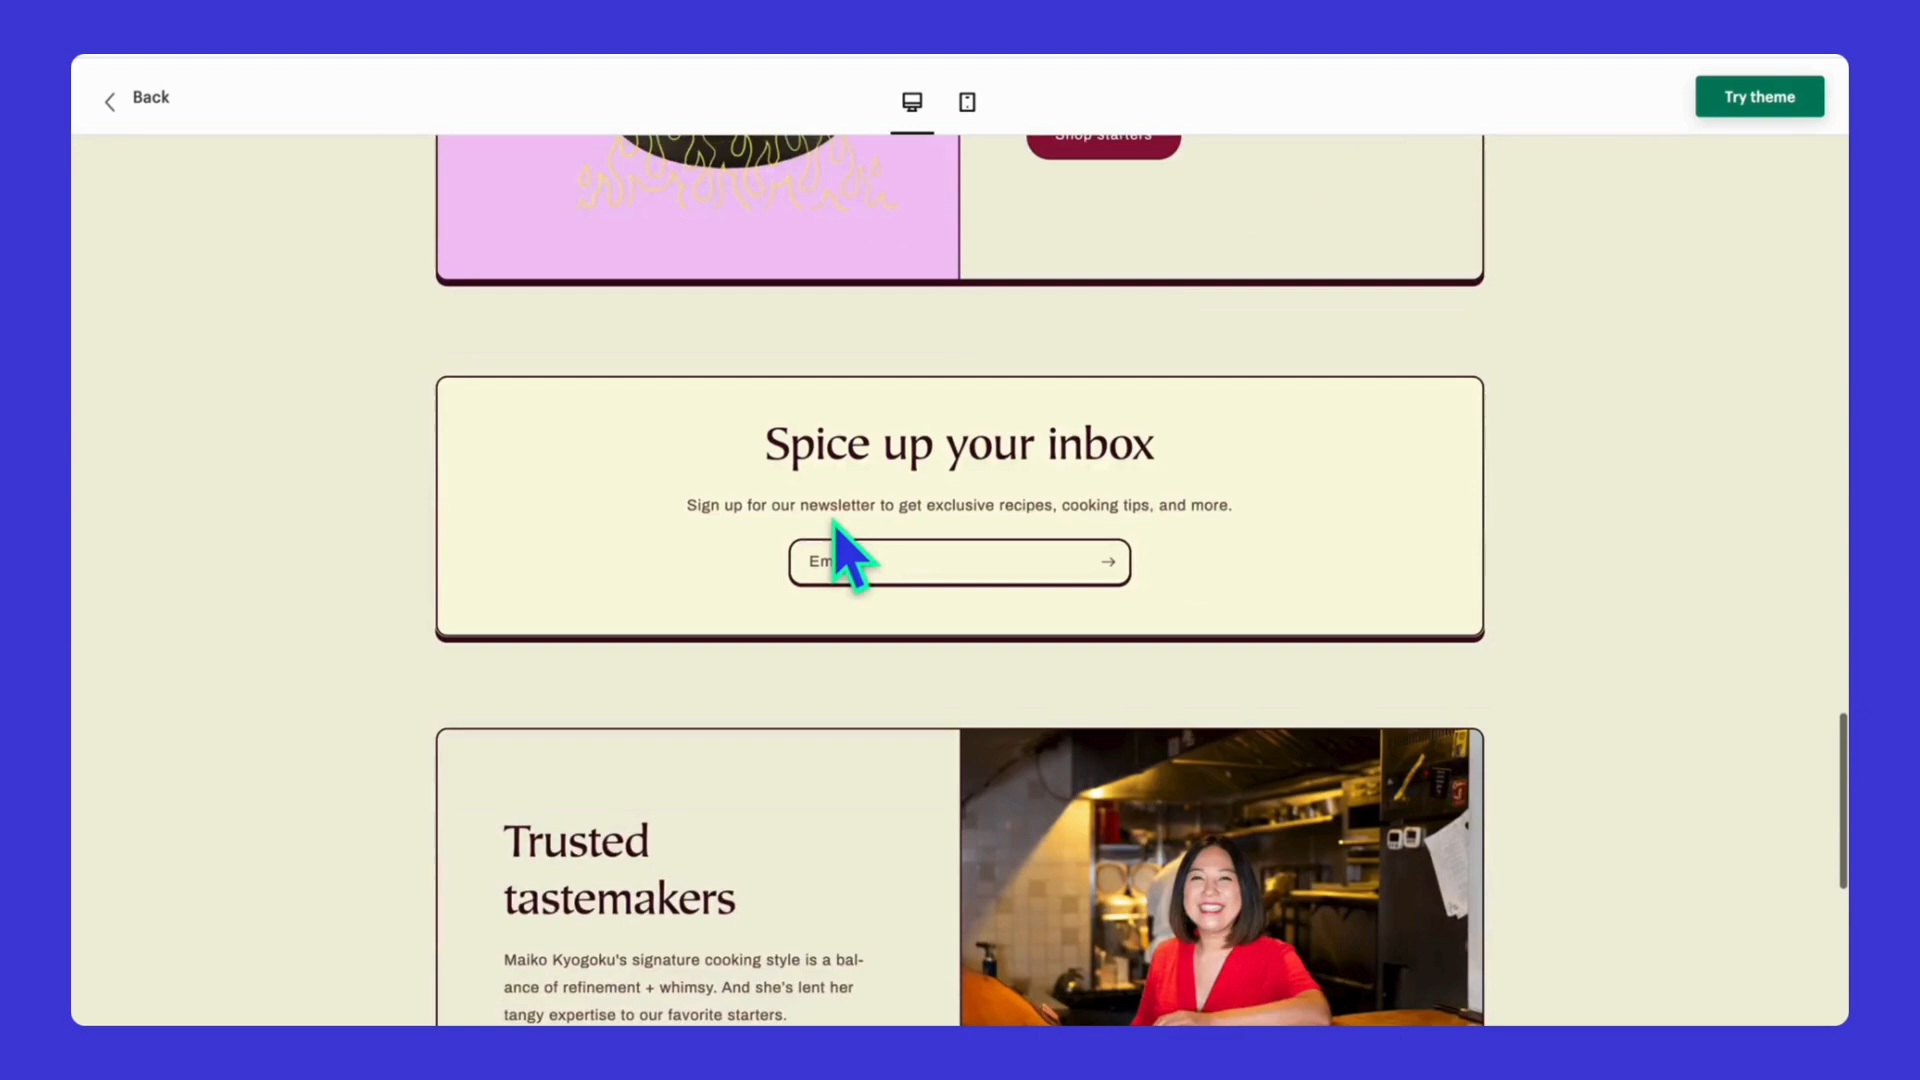 Back
Try theme
Shop starters
Spice up your inbox
Sign up for our newsletter to get exclusive recipes, cooking tips, and more.
Em
Trusted
tastemakers
Maiko Kyogoku's signature cooking style is a bal-
ance of refinement + whimsy. And she's lent her
tangy expertise to our favorite starters.